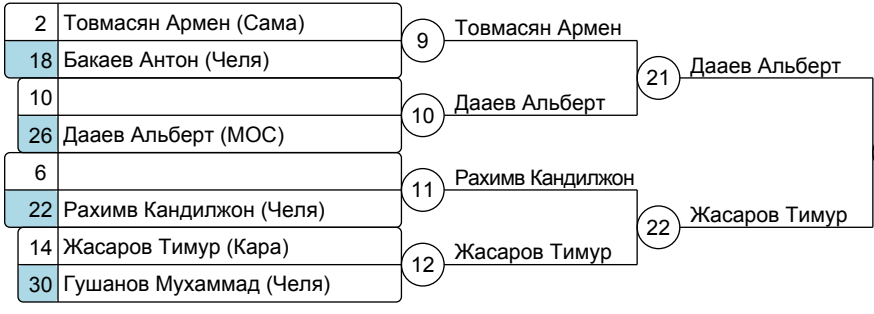 2 Товмасян Армен (Сама)
18 Бакаев Антон (Челя)
9 Товмасян Армен
10
26 Дааев Альберт (МОС)
10 Дааев Альберт
21 Дааев Альберт
6
22 Рахимв Кандилжон (Челя)
11 Рахимв Кандилжон
14 Жасаров Тимур (Кара)
30 Гушанов Мухаммад (Челя)
12 Жасаров Тимур
22 Жасаров Тимур